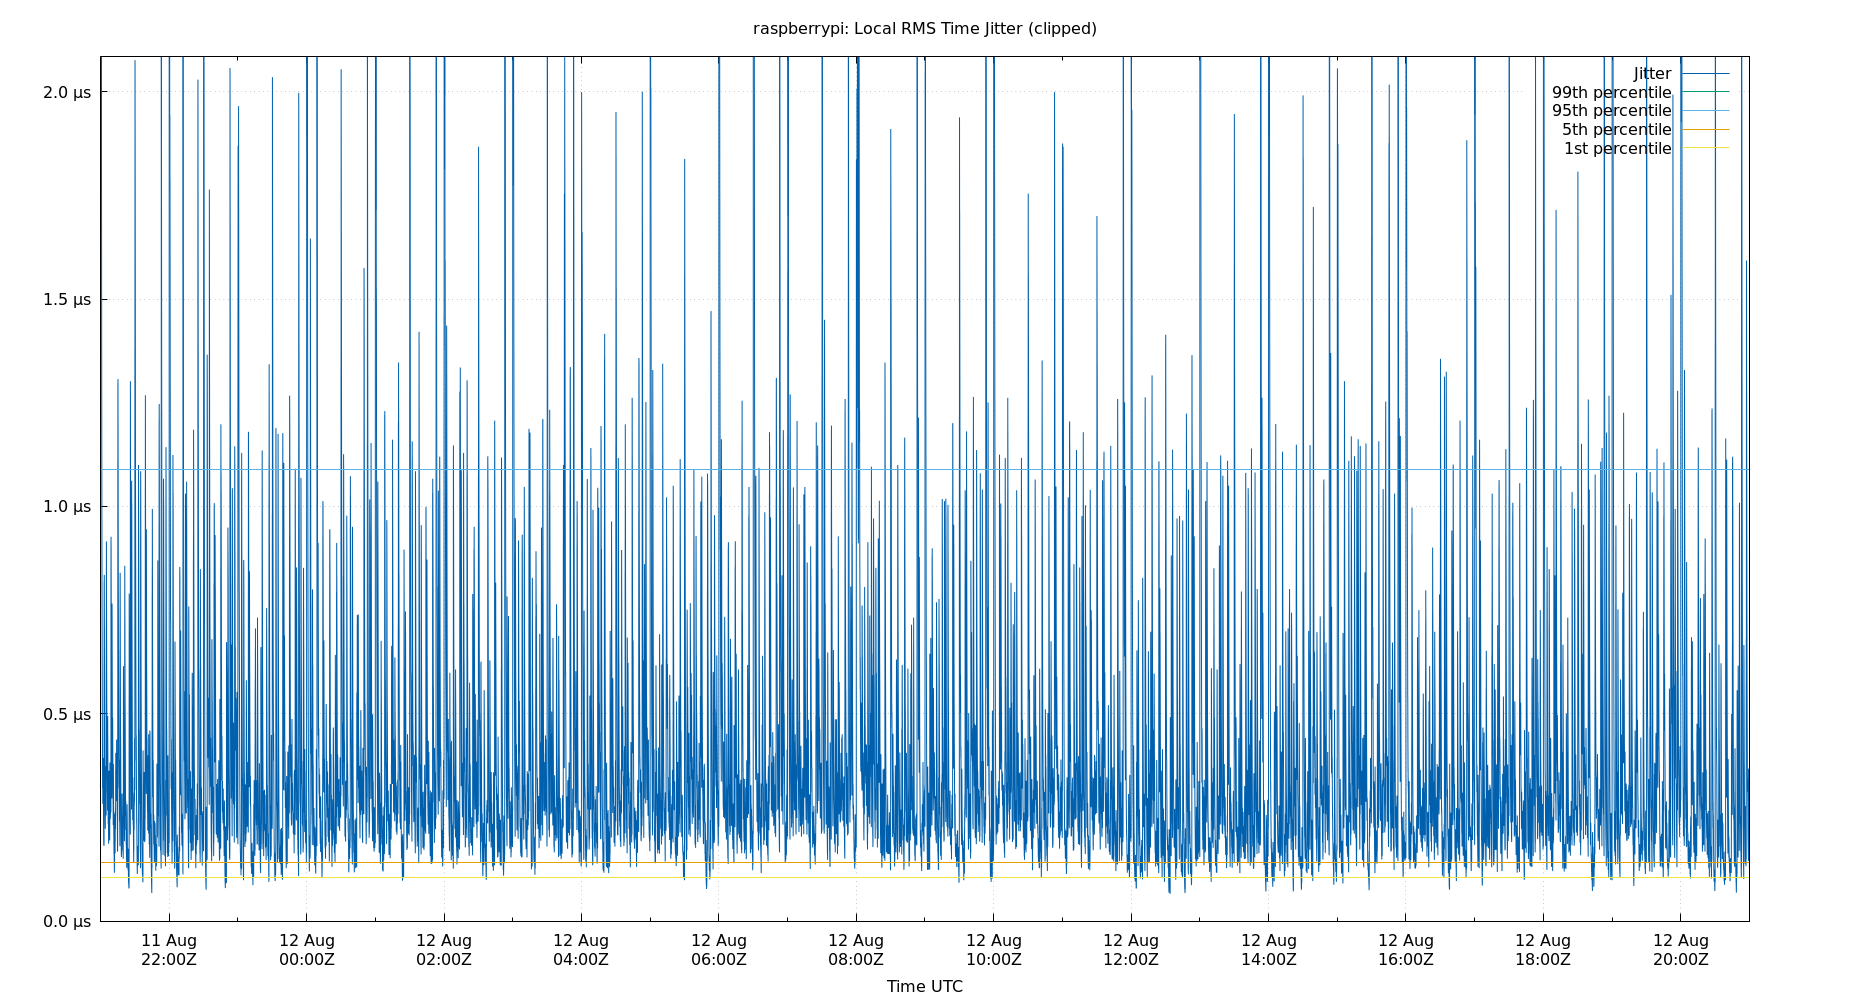 raspberrypi: Local RMS Time Jitter (clipped)
Jitter
99th percentile
95th percentile
5th percentile
1st percentile
2.0 µs
1.5 µs
1.0 µs
0.5 µs
0.0 µs
11 Aug 12 Aug 12 Aug 12 Aug 12 Aug 12 Aug 12 Aug 12 Aug 12 Aug 12 Aug 12 Aug 12 Aug
22:00Z 00:00Z 02:00Z 04:00Z 06:00Z 08:00Z 10:00Z 12:00Z 14:00Z 16:00Z 18:00Z 20:00Z
Time UTC